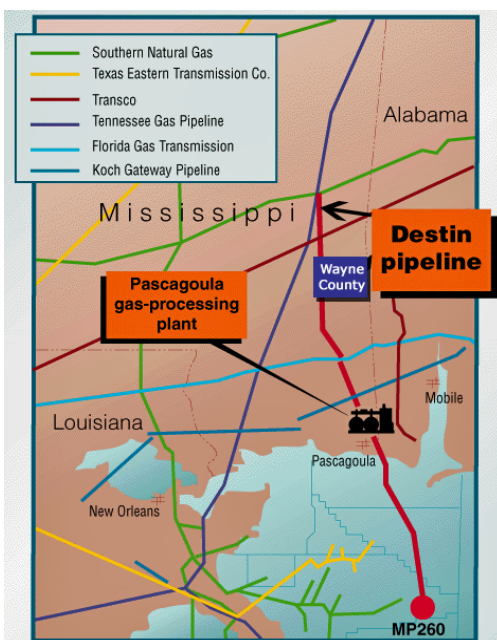 Southern Natural Gas
Texas Eastern Transmission Co.
Transco
Tennessee Gas Pipeline
Florida Gas Transmission
Koch Gateway Pipeline
Alabama
Mississippi
Destin
pipeline
Wayne
County
Pascagoula
gas-processing
plant
Mobile
Louisiana
Pascagoula
New Orleans
MP260